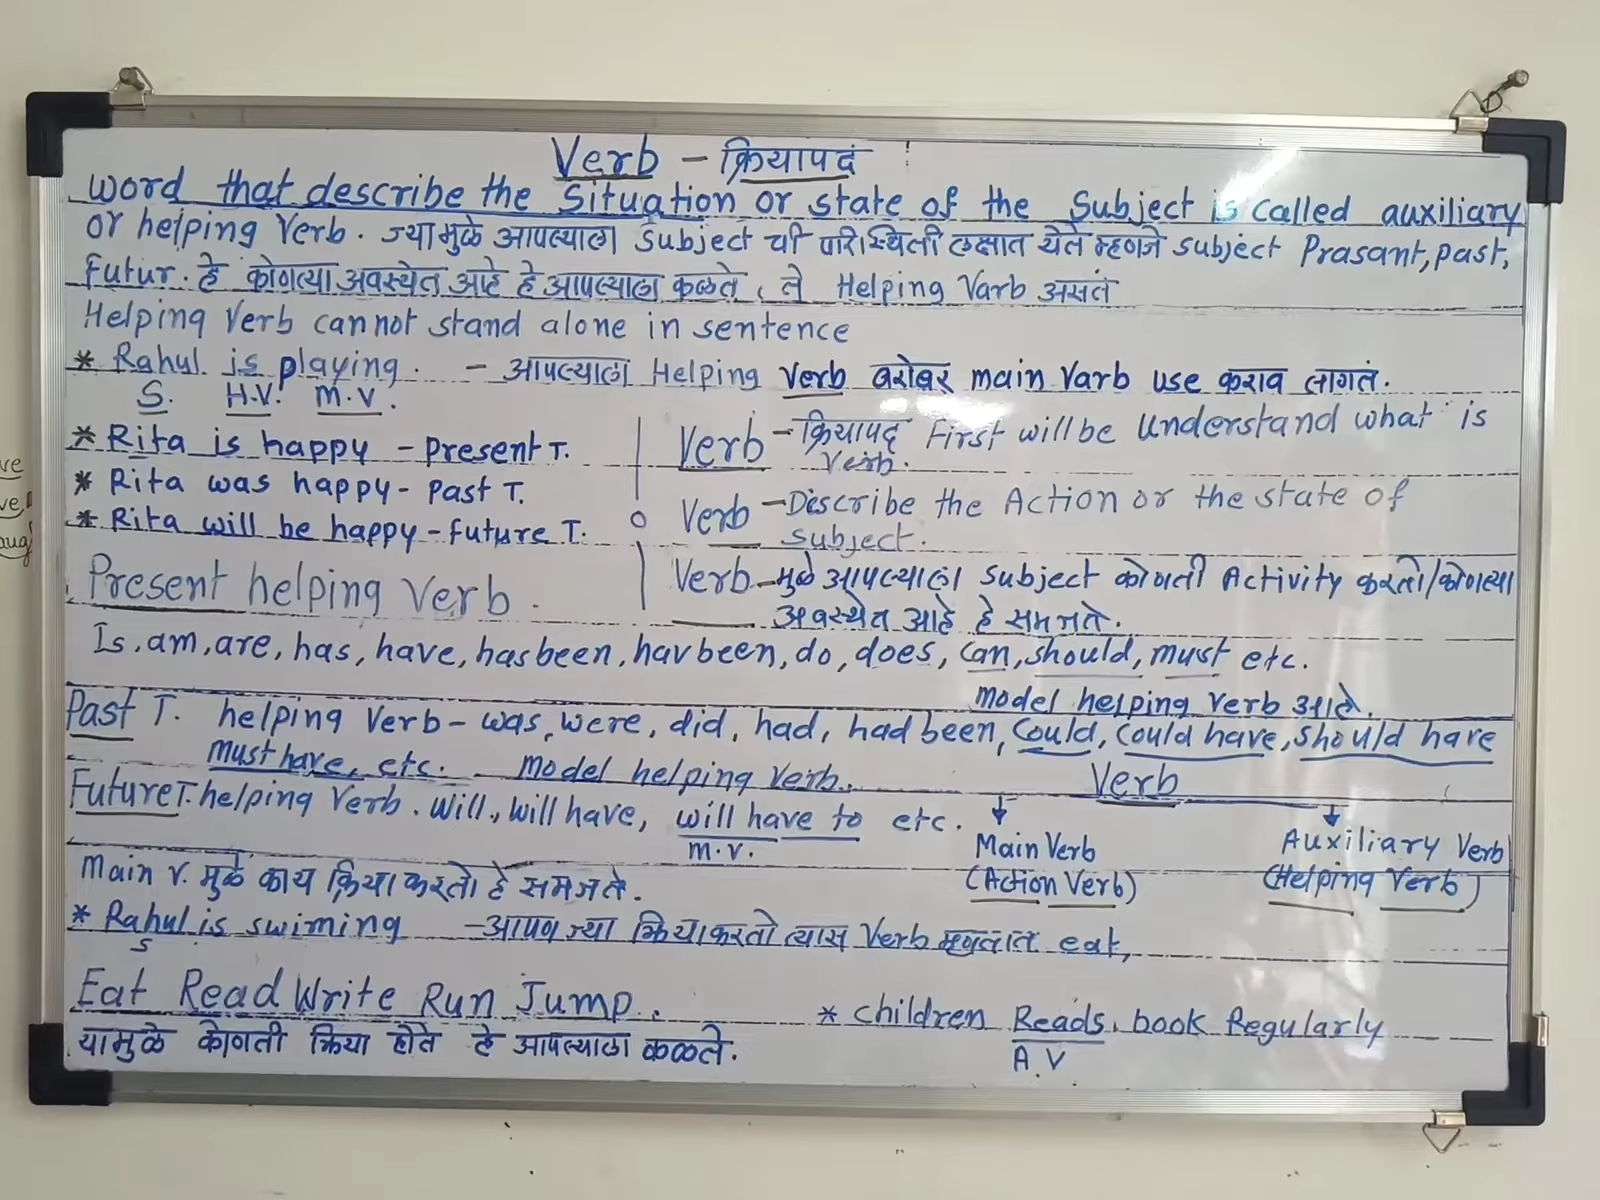 Verb - क्रियापदं
word that describe the Situation or state of the Subject is called auxiliary
or helping Verb. ज्यामुळे आपल्याला Subject ची परिस्थिती लक्षात येते म्हणजे subject Prasant, past,
Futur. हे कोणत्या अवस्थेत आहे हे आपल्याला कळते, ते Helping Varb असतं
Helping Verb cannot stand alone in sentence
* Rahul is playing. - आपल्याला Helping Verb बरोबर main Varb use कराव लागतं.
S. H.V. M.V.
* Rita is happy - Present T.
* Rita was happy - Past T.
* Rita will be happy - future T.
Verb - क्रियापद First will be Understand what is
Verb.
Verb - Describe the Action or the state of
subject.
Verb - मुळे आपल्याला Subject कोणती Activity करतो/कोणत्या
अवस्थेत आहे हे समजते.
Present helping Verb.
Is, am, are, has, have, has been, hav been, do, does, can, should, must etc.
model helping verb आते.
Past T. helping Verb - was, were, did, had, had been, Could, Could have, Should have
must have, etc. model helping Verb.
Future T. helping Verb. will, will have, will have to etc.
m.v.
Verb
Main Verb
(Action Verb)
Auxiliary Verb
(Helping Verb)
Main V. मुळे काय क्रिया करतो हे समजते.
* Rahul is swiming - आपण ज्या क्रिया करतो त्यास Verb म्हणतात eat,
S
Eat Read Write Run Jump.
यामुळे कोणती क्रिया होते हे आपल्याला कळते.
* Children Reads book Regularly
A.V